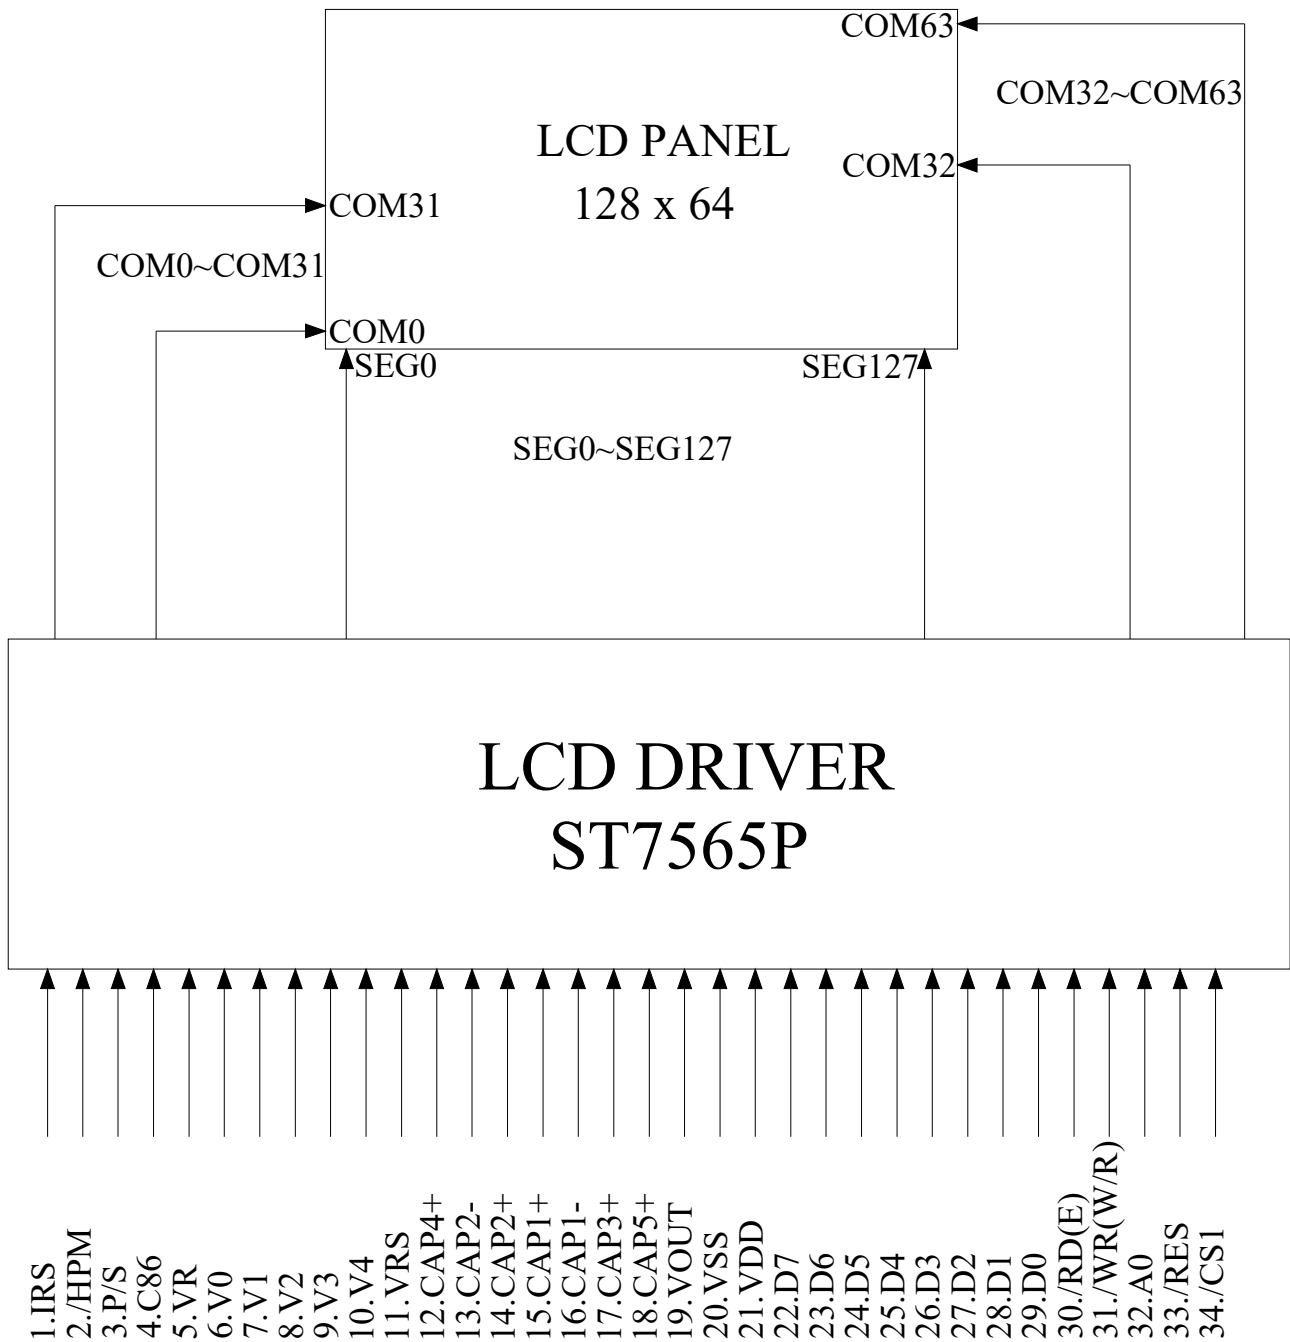 COM63
COM32~COM63
LCD PANEL
COM32
128 x 64
COM31
COM0~COM31
COM0
SEG0
SEG127
SEG0~SEG127
LCD DRIVER
ST7565P
1.IRS
2./HPM
3.P/S
4.C86
5.VR
6.V0
7.V1
8.V2
9.V3
10.V4
11.VRS
12.CAP4+
13.CAP2-
14.CAP2+
15.CAP1+
16.CAP1-
17.CAP3+
18.CAP5+
19.VOUT
20.VSS
21.VDD
22.D7
23.D6
24.D5
25.D4
26.D3
27.D2
28.D1
29.D0
30./RD(E)
31./WR(W/R)
32.A0
33./RES
34./CS1